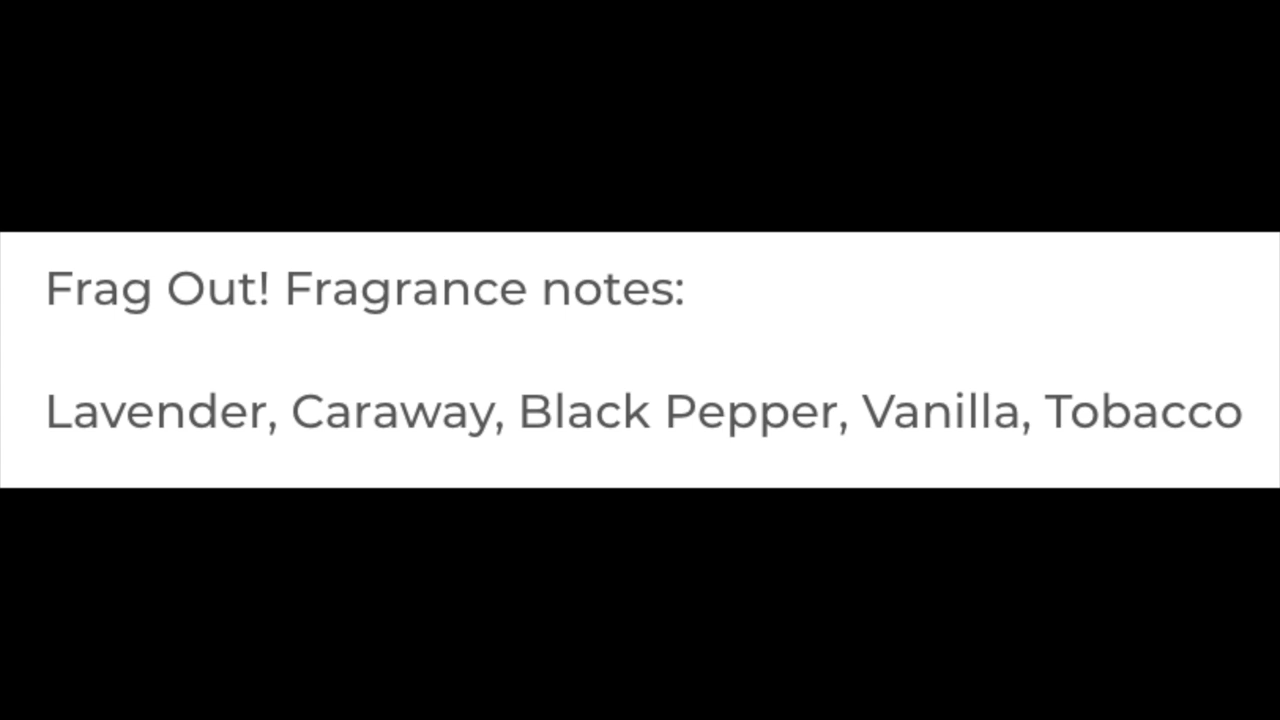 Frag Out! Fragrance notes:
Lavender, Caraway, Black Pepper, Vanilla, Tobacco